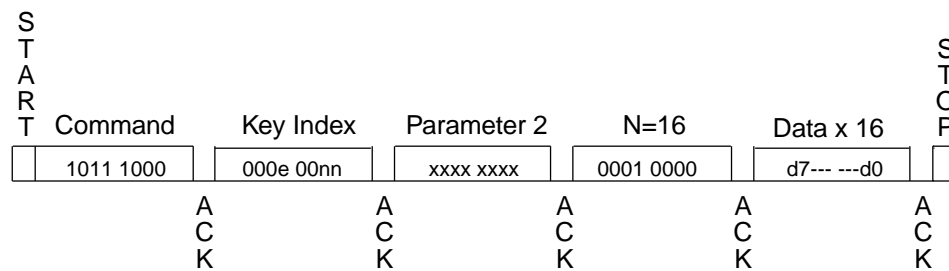 START
Command
Key Index
Parameter 2
N=16
Data x 16
STOP
1011 1000
000e 00nn
xxxx xxxx
0001 0000
d7--- ---d0
ACK
ACK
ACK
ACK
ACK